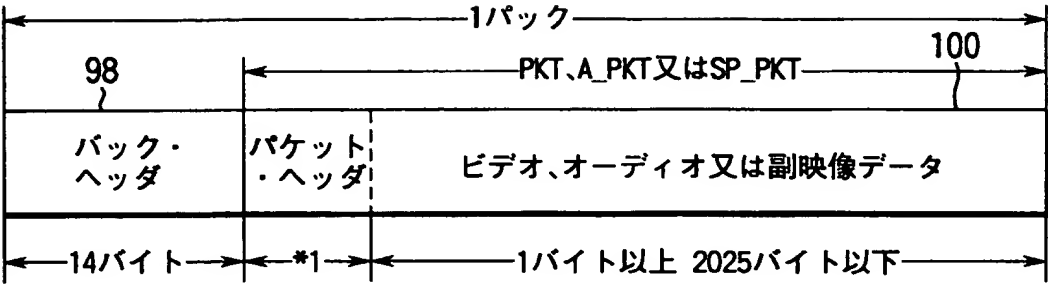 1パック
98
PKT、A_PKT又はSP_PKT
100
バック・
ヘッダ
パケット
・ヘッダ
ビデオ、オーディオ又は副映像データ
14バイト
*1
1バイト以上 2025バイト以下